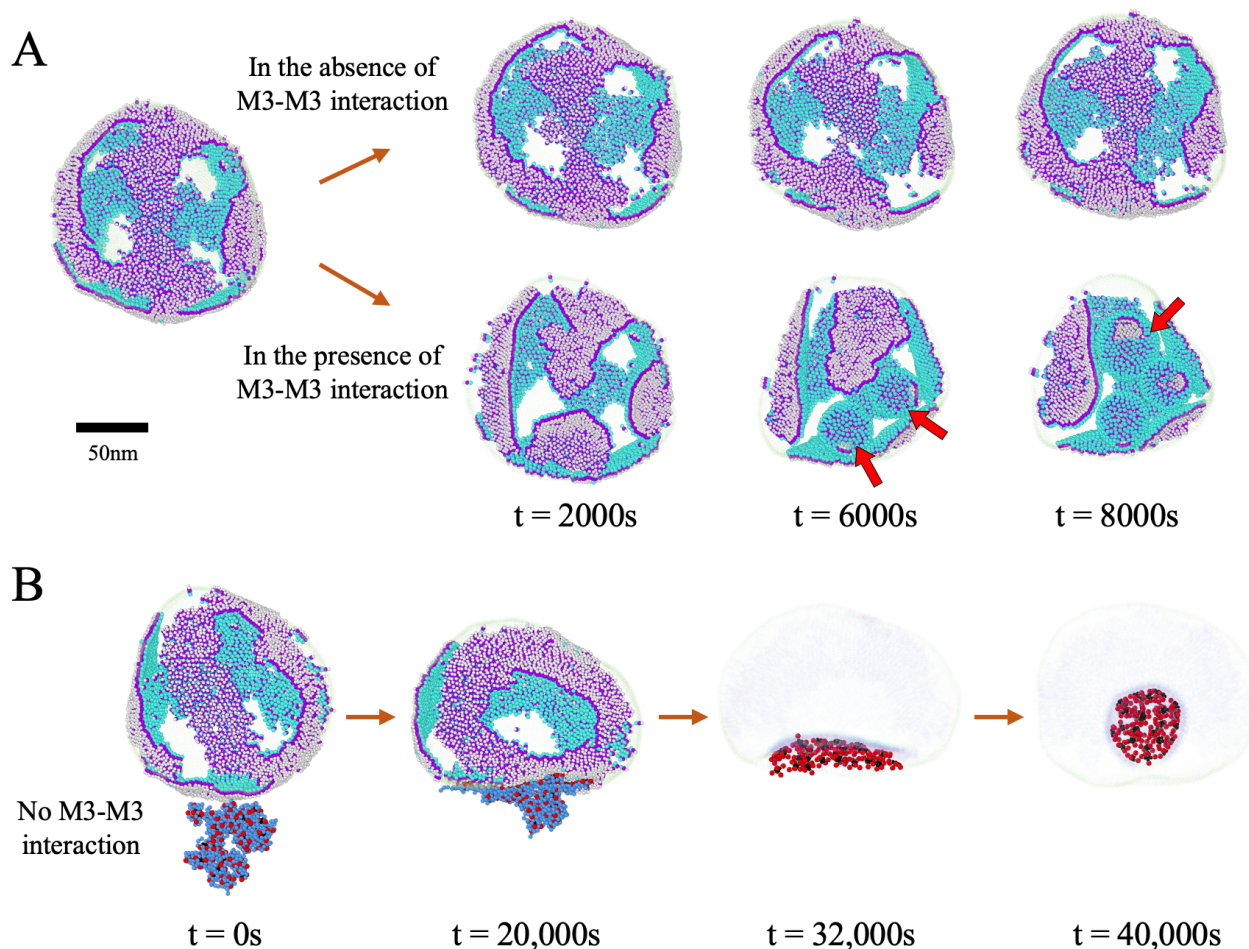 A
In the absence of
M3-M3 interaction
In the presence of
M3-M3 interaction
50nm
t = 2000s
t = 6000s
t = 8000s
B
No M3-M3
interaction
t = 0s
t = 20,000s
t = 32,000s
t = 40,000s